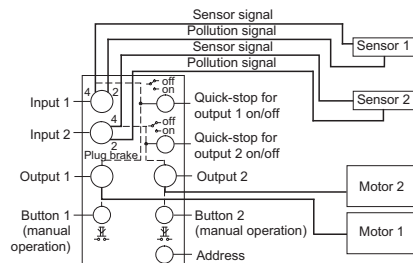 Sensor signal
Pollution signal
Sensor signal
Pollution signal
Sensor 1
Sensor 2
4 2
off
on
Input 1
Quick-stop for
output 1 on/off
4
off
on
Input 2
2
Plug brake
Quick-stop for
output 2 on/off
Output 1
Output 2
Motor 2
Button 1
(manual
operation)
Button 2
(manual operation)
Motor 1
Address